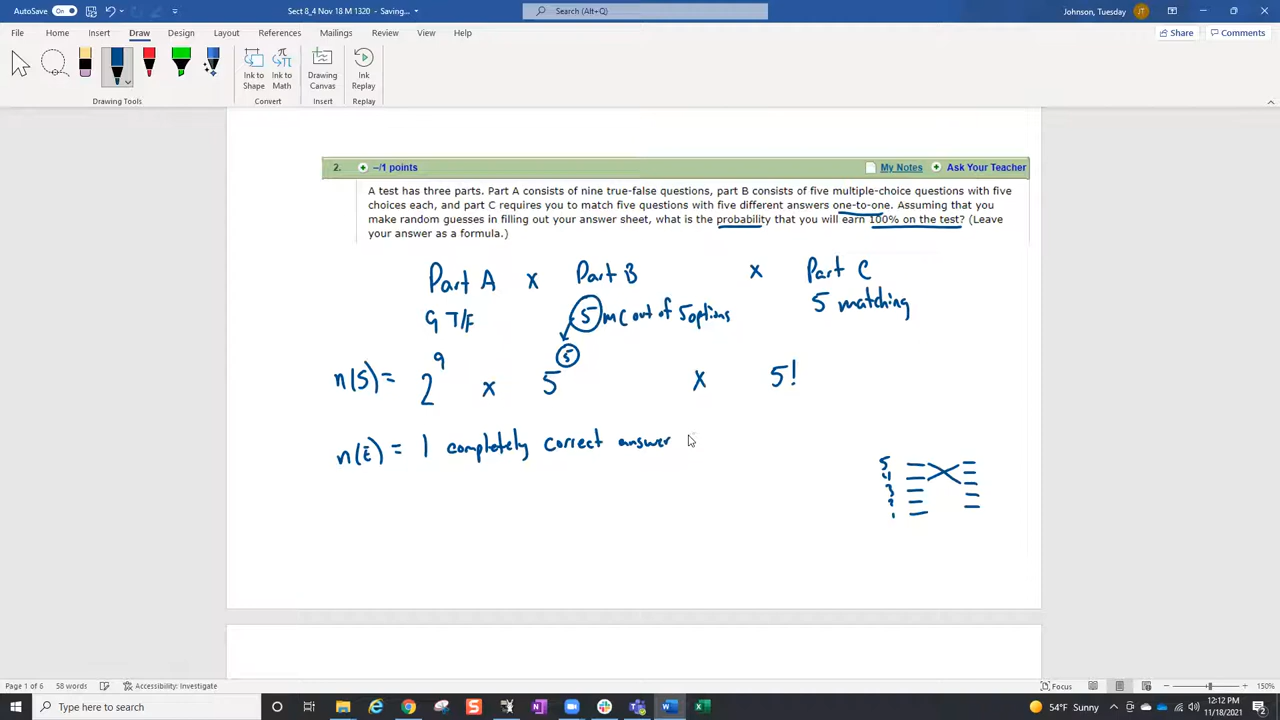 AutoSave On Sect 8_4 Nov 18 M 1320 - Saving... Search (Alt+Q) Johnson, Tuesday JT
File Home Insert Draw Design Layout References Mailings Review View Help Share Comments
Ink to Shape Ink to Math Drawing Canvas Ink Replay
Drawing Tools Convert Insert Replay
2. –/1 points My Notes Ask Your Teacher
A test has three parts. Part A consists of nine true-false questions, part B consists of five multiple-choice questions with five
choices each, and part C requires you to match five questions with five different answers one-to-one. Assuming that you
make random guesses in filling out your answer sheet, what is the probability that you will earn 100% on the test? (Leave
your answer as a formula.)
Part A x Part B x Part C
9 T/F 5 mC out of 5 options 5 matching
n(S) = 2^9 x 5^5 x 5!
n(E) = 1 completely correct answer
5
4
3
2
1
Page 1 of 6 58 words Accessibility: Investigate Focus 150%
Type here to search 54°F Sunny 12:12 PM
11/18/2021